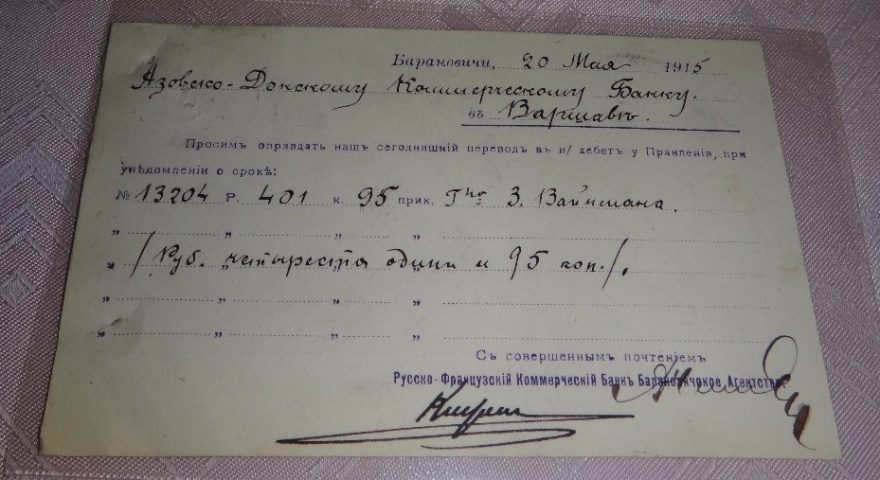 Барановичи, 20 Мая 1915
Азовско-Донскому Коммерческому Банку.
въ Варшавѣ.
Просимъ оправдать нашъ сегодняшній переводъ въ н/ дебетъ у Правленія, при
увѣдомленіи о срокѣ:
№ 13204 Р. 401 к. 95 прик. Г-на З. Вайнмана.
„ „ „ „
„ / Руб. „ четыреста „ одинъ и „ 95 коп. /.
„ „ „ „
„ „ „ „
Съ совершеннымъ почтеніемъ
Русско-Французскій Коммерческій Банкъ Барановичское Агентство.